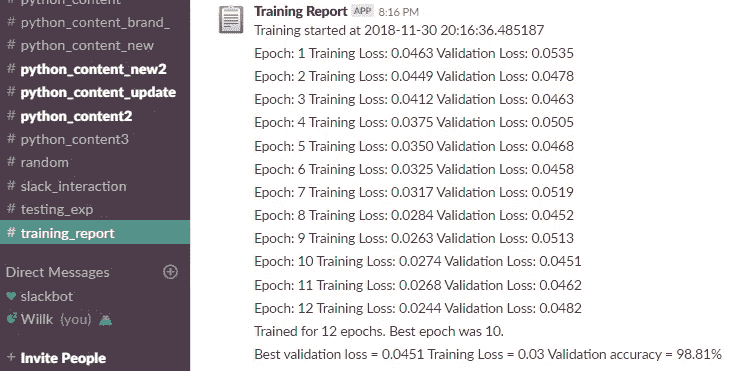 # python_content
# python_content_brand_
# python_content_new
# python_content_new2
# python_content_update
# python_content2
# python_content3
# random
# slack_interaction
# testing_exp
# training_report
Direct Messages
slackbot
Willk (you)
+ Invite People
Training Report APP 8:16 PM
Training started at 2018-11-30 20:16:36.485187
Epoch: 1 Training Loss: 0.0463 Validation Loss: 0.0535
Epoch: 2 Training Loss: 0.0449 Validation Loss: 0.0478
Epoch: 3 Training Loss: 0.0412 Validation Loss: 0.0463
Epoch: 4 Training Loss: 0.0375 Validation Loss: 0.0505
Epoch: 5 Training Loss: 0.0350 Validation Loss: 0.0468
Epoch: 6 Training Loss: 0.0325 Validation Loss: 0.0458
Epoch: 7 Training Loss: 0.0317 Validation Loss: 0.0519
Epoch: 8 Training Loss: 0.0284 Validation Loss: 0.0452
Epoch: 9 Training Loss: 0.0263 Validation Loss: 0.0513
Epoch: 10 Training Loss: 0.0274 Validation Loss: 0.0451
Epoch: 11 Training Loss: 0.0268 Validation Loss: 0.0462
Epoch: 12 Training Loss: 0.0244 Validation Loss: 0.0482
Trained for 12 epochs. Best epoch was 10.
Best validation loss = 0.0451 Training Loss = 0.03 Validation accuracy = 98.81%